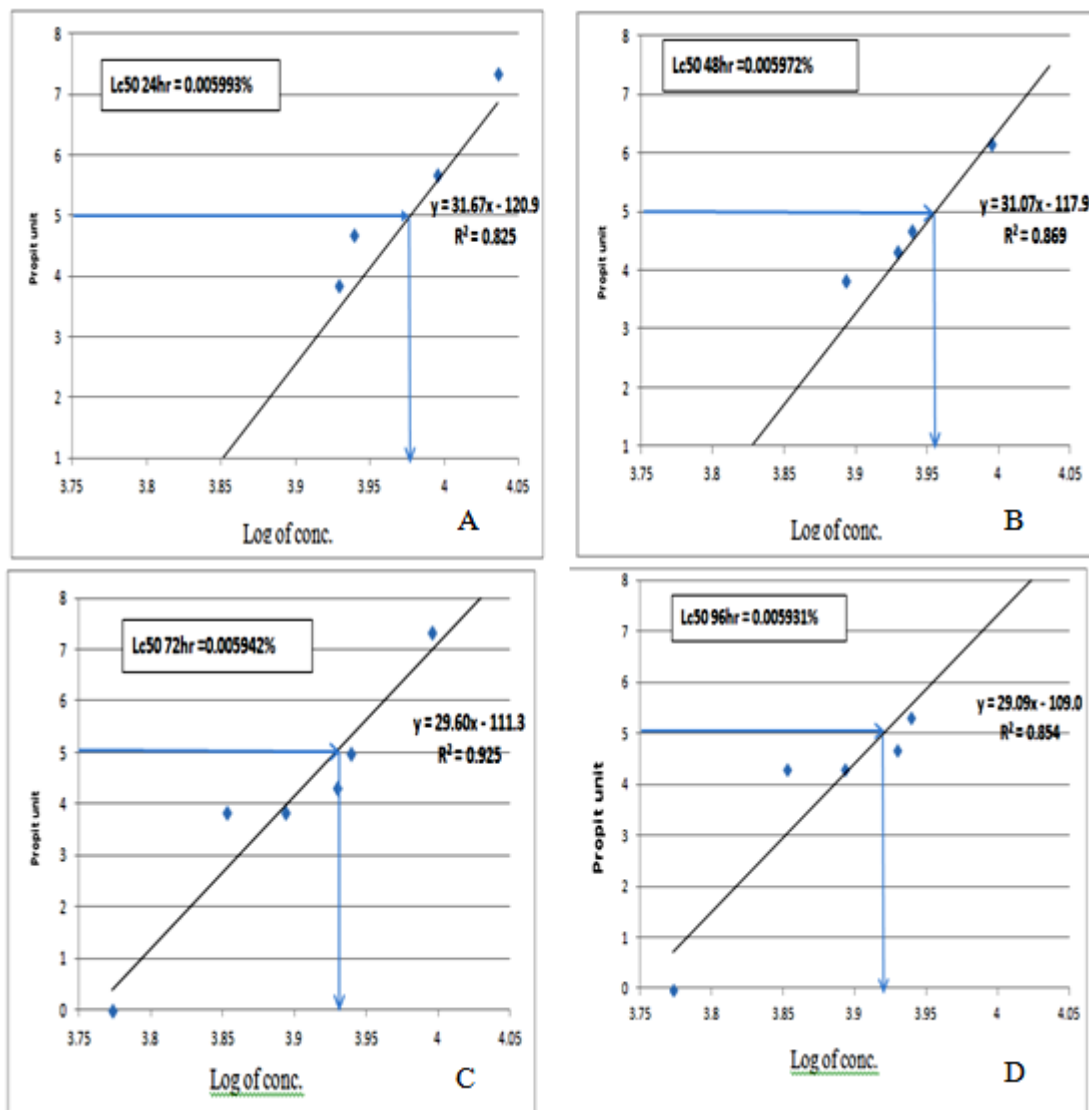 8
7
6
5
4
3
2
1
Propit unit
Lc50 24hr = 0.005993%
y = 31.67x - 120.9
R² = 0.825
3.75 3.8 3.85 3.9 3.95 4 4.05
Log of conc.
A
8
7
6
5
4
3
2
1
Propit unit
Lc50 48hr =0.005972%
y = 31.07x - 117.9
R² = 0.869
3.75 3.8 3.85 3.9 3.95 4 4.05
Log of conc.
B
8
7
6
5
4
3
2
1
0
Propit unit
Lc50 72hr =0.005942%
y = 29.60x - 111.3
R² = 0.925
3.75 3.8 3.85 3.9 3.95 4 4.05
Log of conc.
C
8
7
6
5
4
3
2
1
0
Propit unit
Lc50 96hr =0.005931%
y = 29.09x - 109.0
R² = 0.854
3.75 3.8 3.85 3.9 3.95 4 4.05
Log of conc.
D